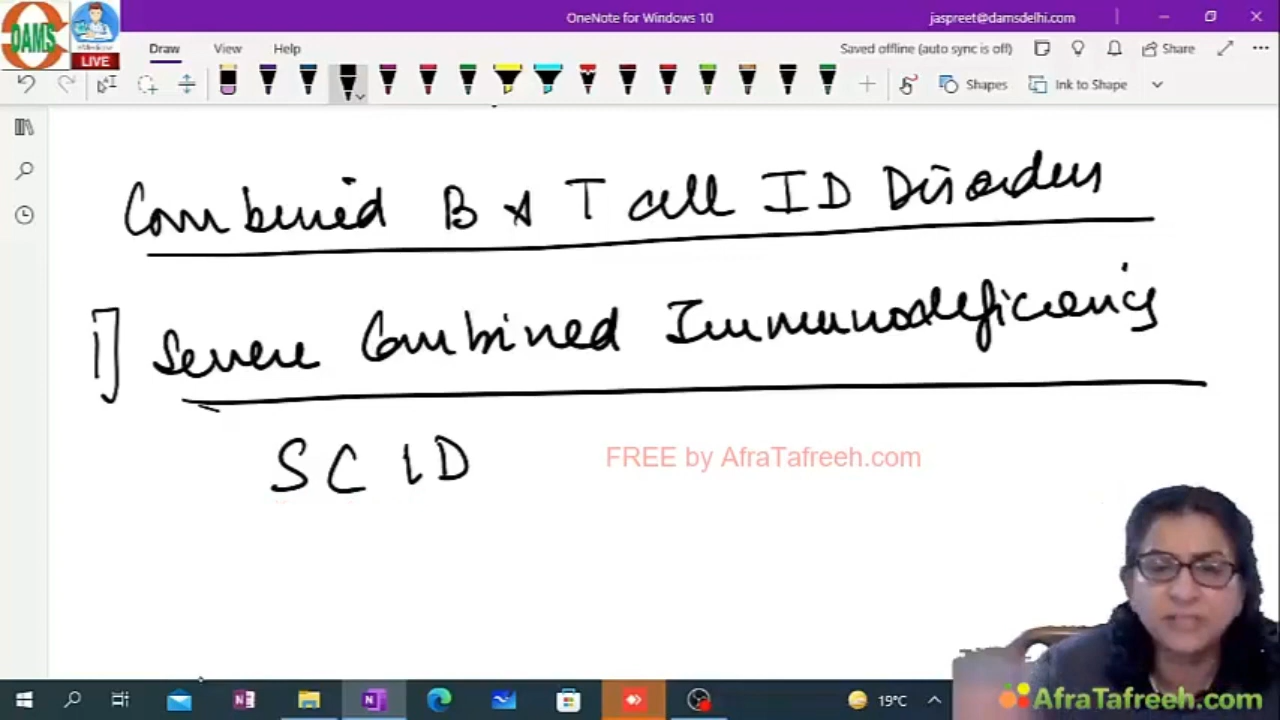 OneNote for Windows 10
jaspreet@damsdelhi.com
DAMS
eMedicoz
LIVE
Draw View Help
Saved offline (auto sync is off)
Share
Shapes
Ink to Shape
Combined B & T cell ID Disorders
1] Severe Combined Immunodeficiency
SCID
FREE by AfraTafreeh.com
19°C
AfraTafreeh.com